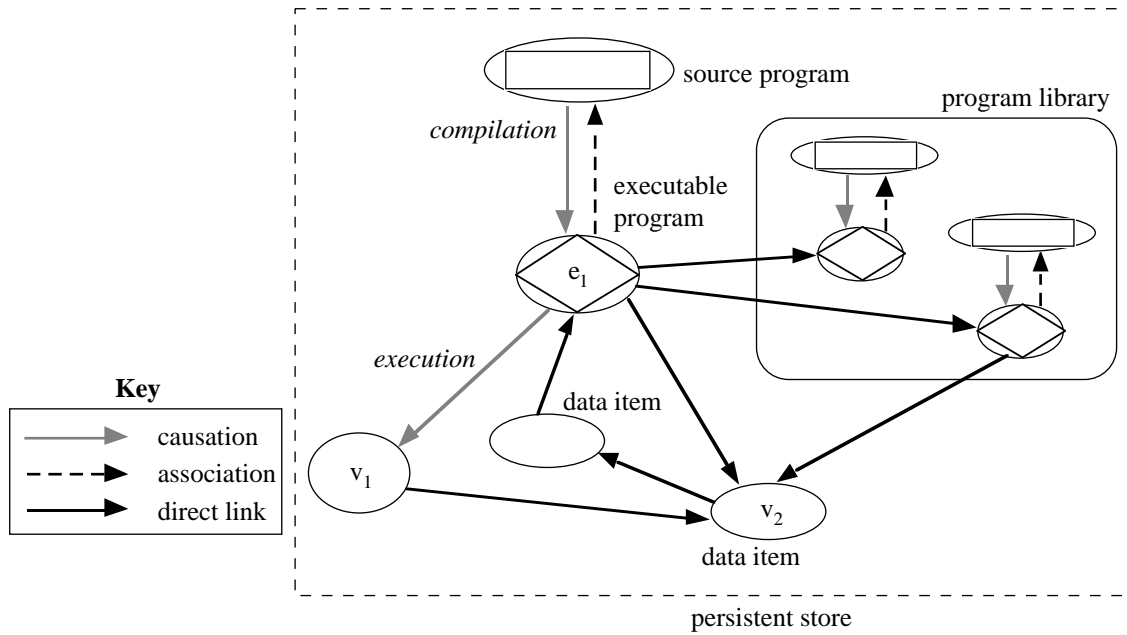 source program
program library
compilation
executable
program
e1
execution
Key
data item
causation
v1
association
direct link
v2
data item
persistent store